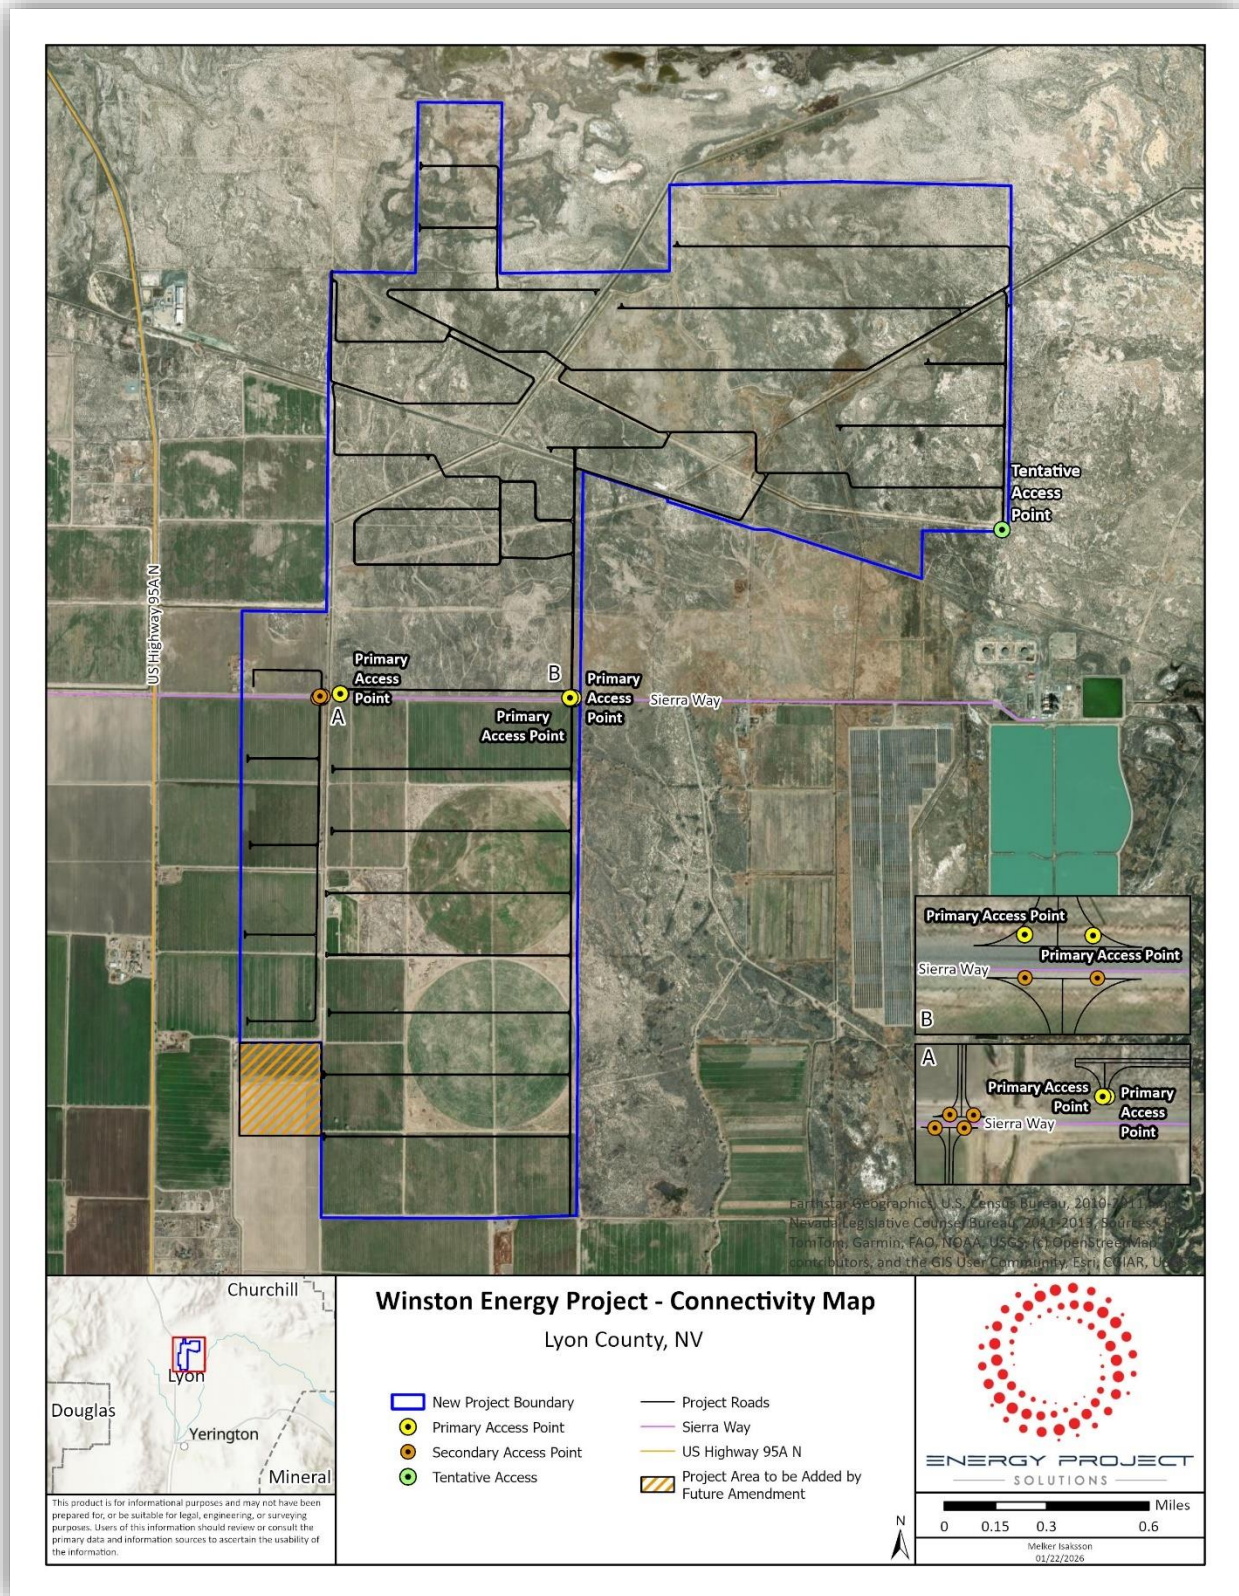 Tentative
Access
Point
US Highway 95A N
Primary
Access
Point
A
B
Primary
Access
Point
Primary
Access Point
Sierra Way
Primary Access Point
Primary Access Point
Sierra Way
B
A
Primary Access
Point
Primary
Access
Point
Sierra Way
Earthstar Geographics, U.S. Census Bureau, 2010-2011,
Nevada Legislative Counsel Bureau, 2011-2013, Sources:
TomTom, Garmin, FAO, NOAA, USGS, (c) OpenStreetMap
contributors, and the GIS User Community, Esri, CGIAR,
Churchill
Lyon
Douglas
Yerington
Mineral
This product is for informational purposes and may not have been
prepared for, or be suitable for legal, engineering, or surveying
purposes. Users of this information should review or consult the
primary data and information sources to ascertain the usability of
the information.
Winston Energy Project - Connectivity Map
Lyon County, NV
New Project Boundary
Primary Access Point
Secondary Access Point
Tentative Access
Project Roads
Sierra Way
US Highway 95A N
Project Area to be Added by
Future Amendment
N
ENERGY PROJECT
SOLUTIONS
Miles
0 0.15 0.3 0.6
Melker Isaksson
01/22/2026